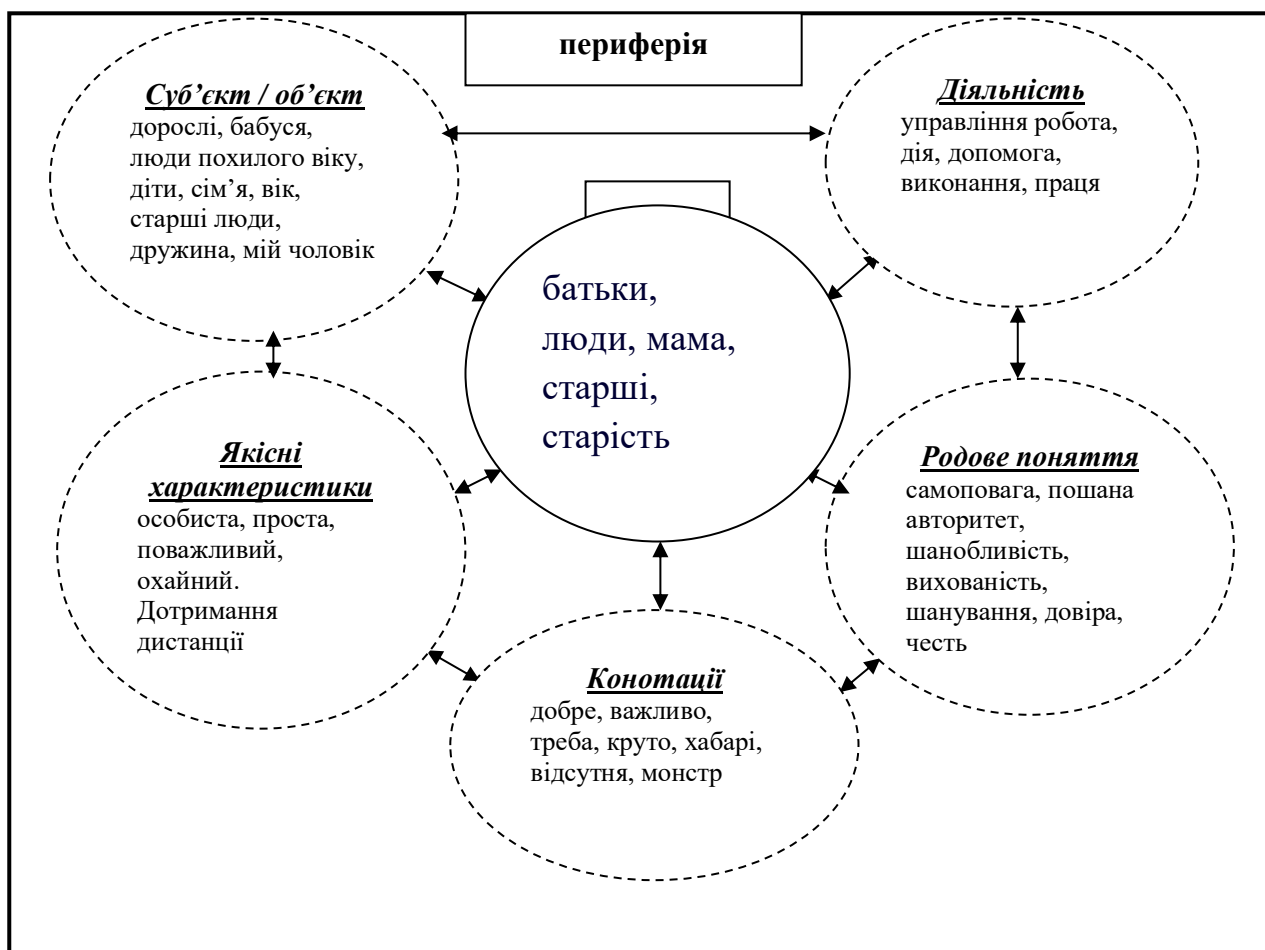 периферія
Суб’єкт / об’єкт
дорослі, бабуся,
люди похилого віку,
діти, сім’я, вік,
старші люди,
дружина, мій чоловік
Діяльність
управління робота,
дія, допомога,
виконання, праця
батьки,
люди, мама,
старші,
старість
Якісні
характеристики
особиста, проста,
поважливий,
охайний.
Дотримання
дистанції
Родове поняття
самоповага, пошана
авторитет,
шанобливість,
вихованість,
шанування, довіра,
честь
Конотації
добре, важливо,
треба, круто, хабарі,
відсутня, монстр